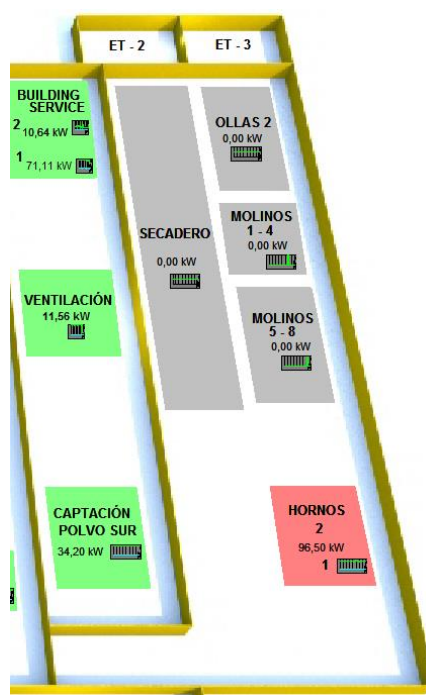 ET - 2
ET - 3
BUILDING
SERVICE
2 10,64 kW
1 71,11 kW
OLLAS 2
0,00 kW
MOLINOS
1 - 4
0,00 kW
SECADERO
0,00 kW
VENTILACIÓN
11,56 kW
MOLINOS
5 - 8
0,00 kW
CAPTACIÓN
POLVO SUR
34,20 kW
HORNOS
2
96,50 kW
1